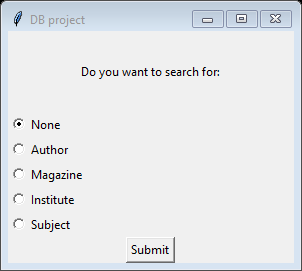 DB project
Do you want to search for:
None
Author
Magazine
Institute
Subject
Submit